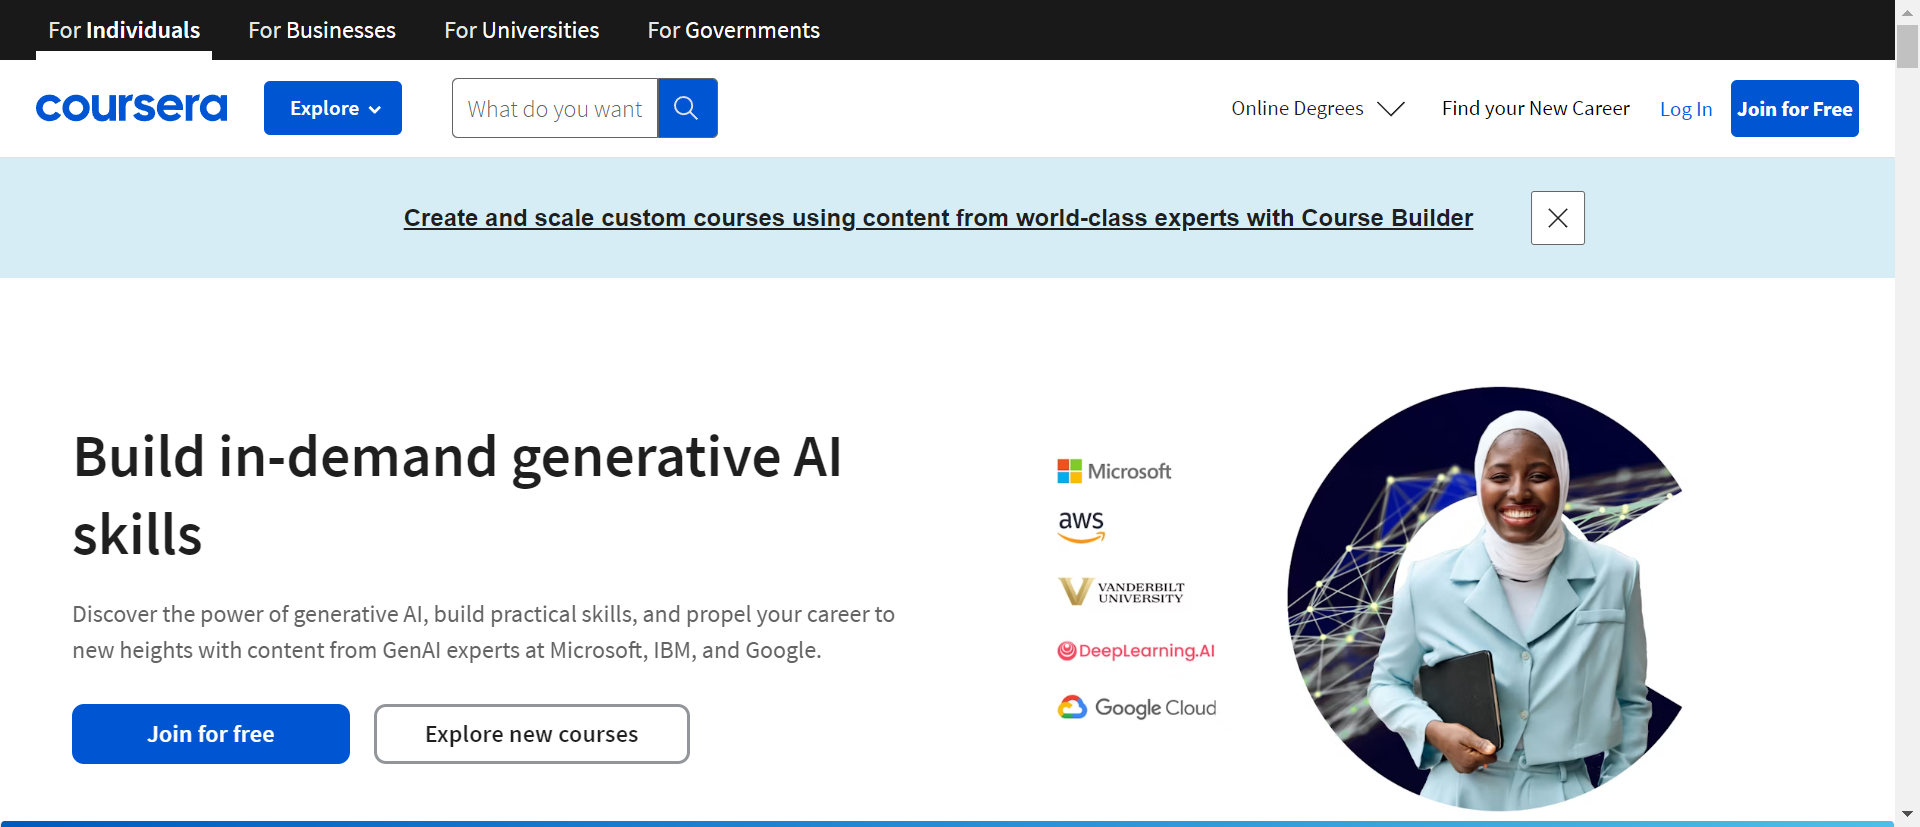 For Individuals For Businesses For Universities For Governments
coursera Explore What do you want Online Degrees Find your New Career Log In Join for Free
Create and scale custom courses using content from world-class experts with Course Builder
Build in-demand generative AI
skills
Discover the power of generative AI, build practical skills, and propel your career to
new heights with content from GenAI experts at Microsoft, IBM, and Google.
Join for free Explore new courses
Microsoft
aws
VANDERBILT
UNIVERSITY
DeepLearning.AI
Google Cloud